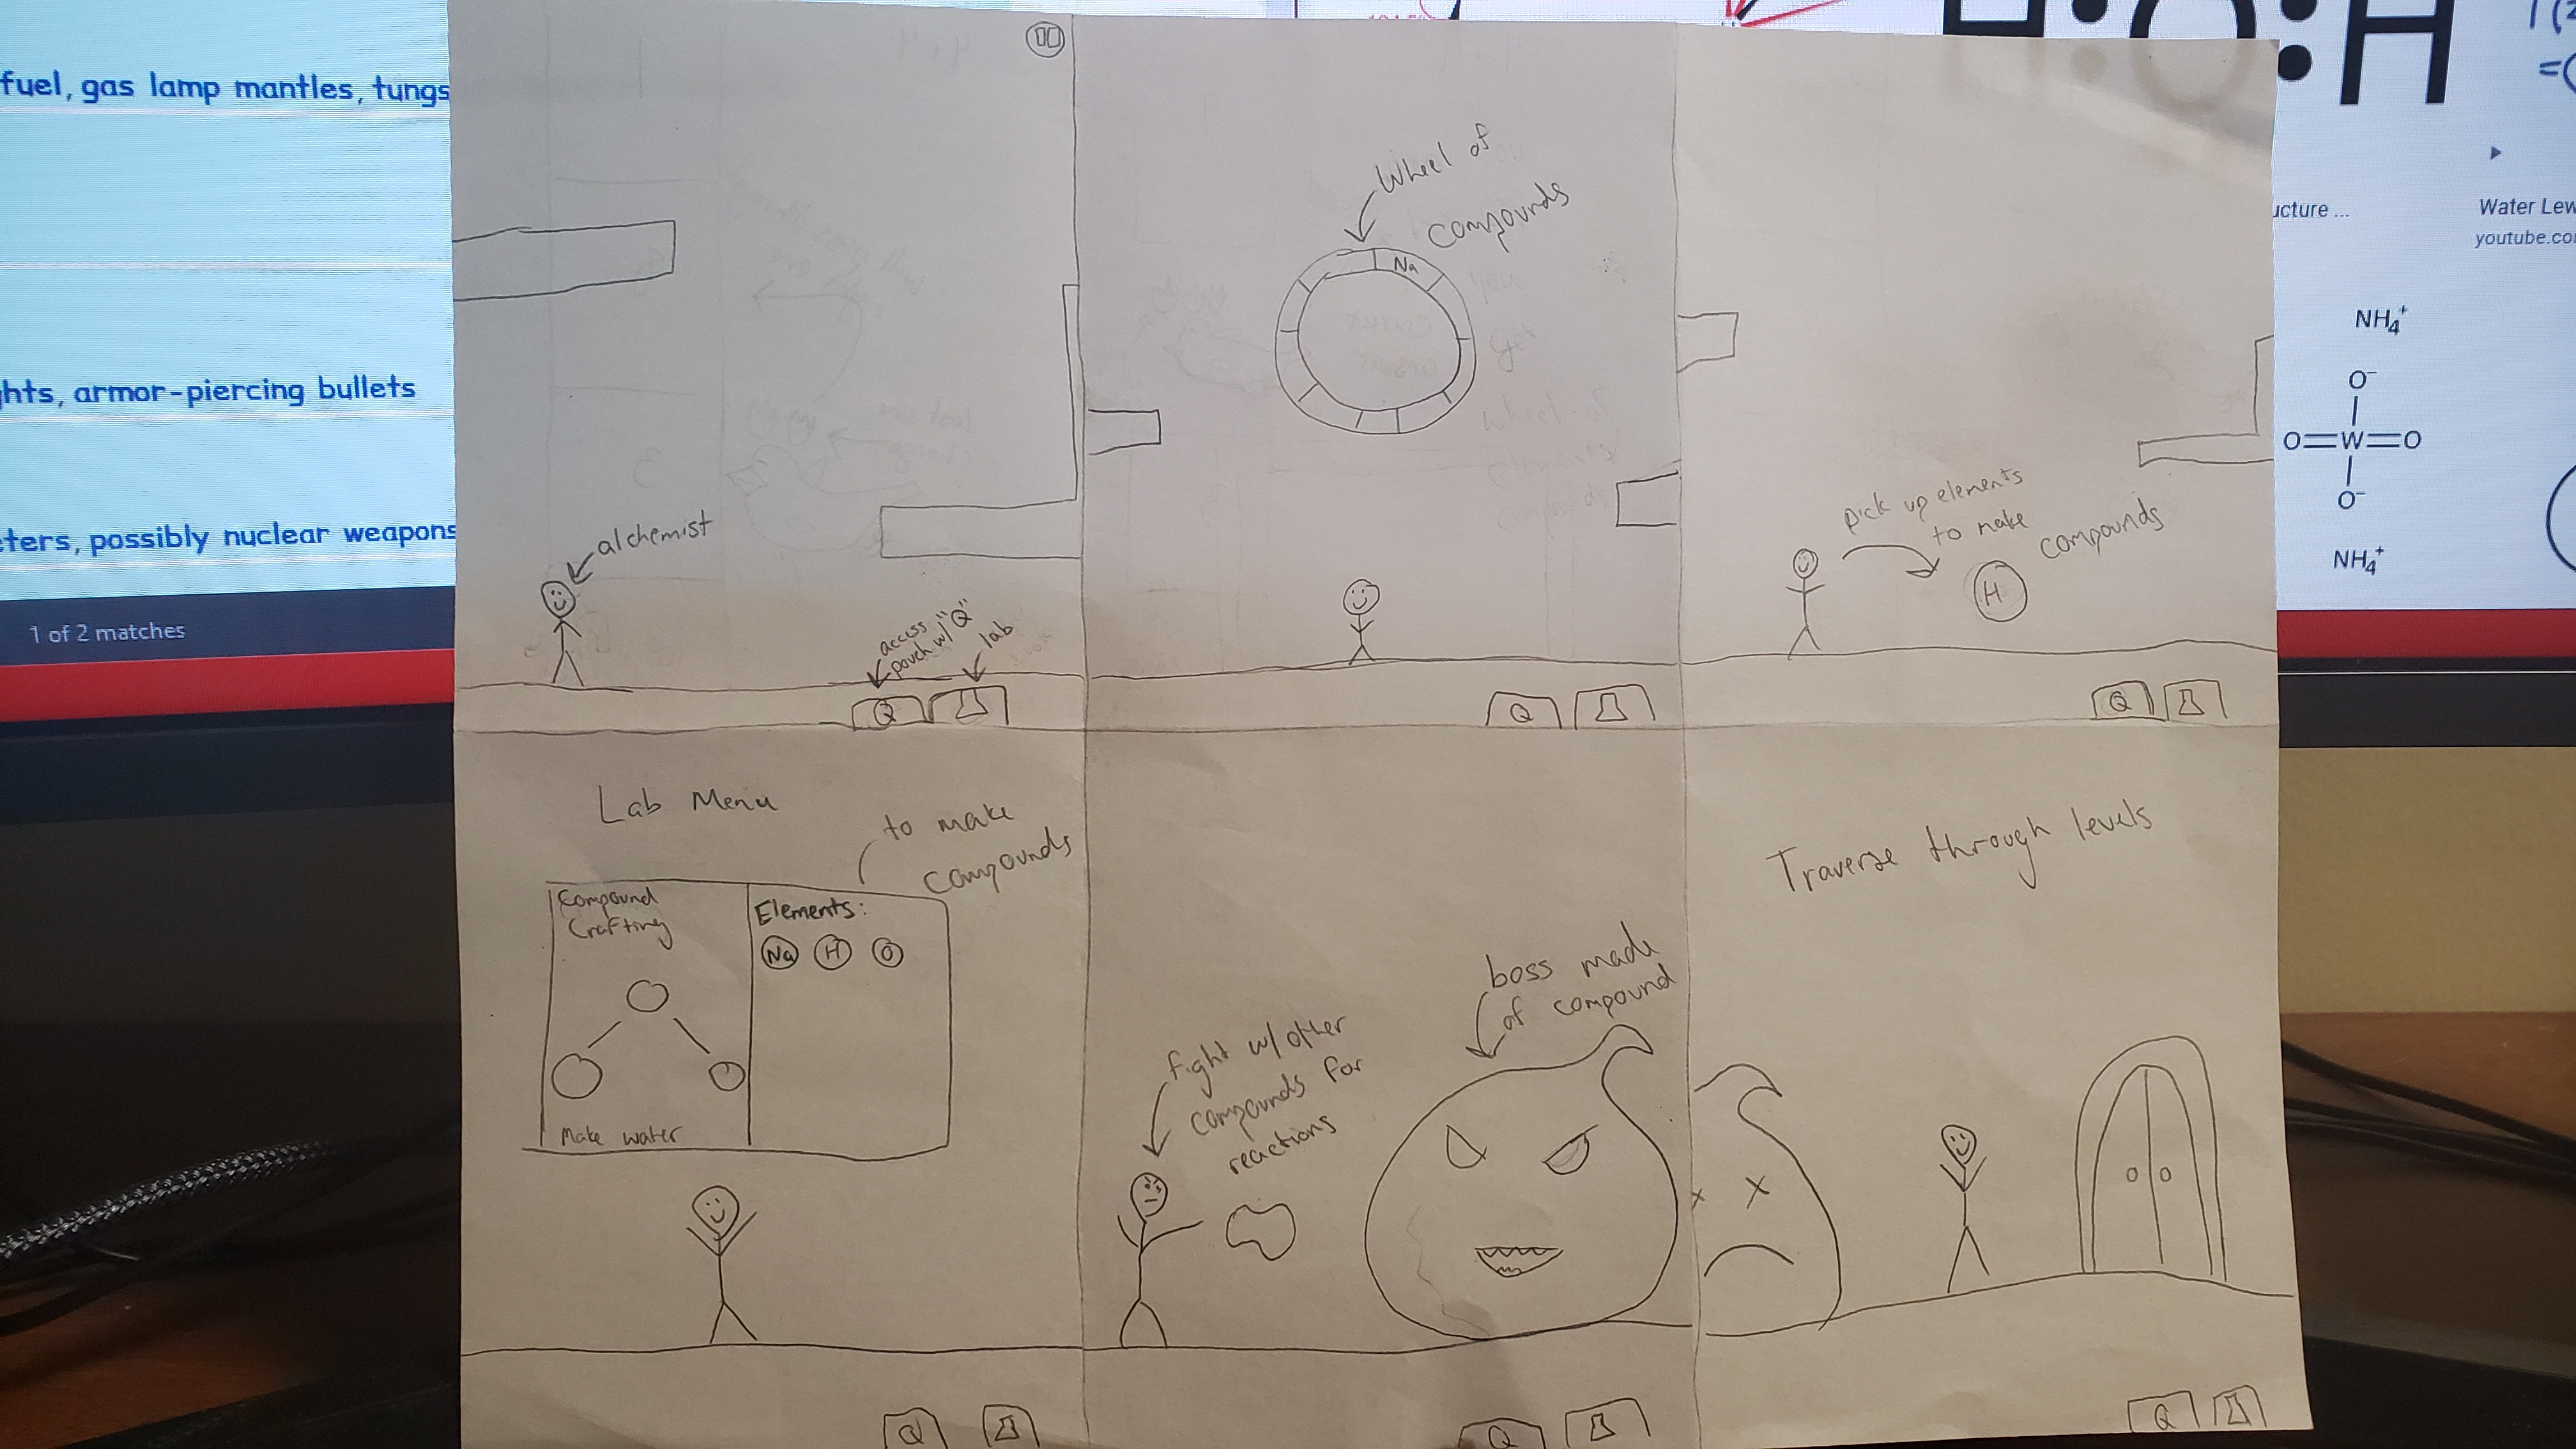 fuel, gas lamp mantles, tungs
hts, armor-piercing bullets
ters, possibly nuclear weapons
1 of 2 matches
alchemist
access
pouch w/ "Q"
lab
Q
Wheel of
Compounds
Na
Q
pick up elements
to make
compounds
H
Q
Lab Menu
to make
compounds
Compound
Crafting
Elements:
Na H O
Make water
Q
fight w/ other
compounds for
reactions
boss made
of compound
Q
Traverse through levels
Q
H:O:H
ucture ...
Water Lew
youtube.co
NH4+
O-
O=W=O
O-
NH4+